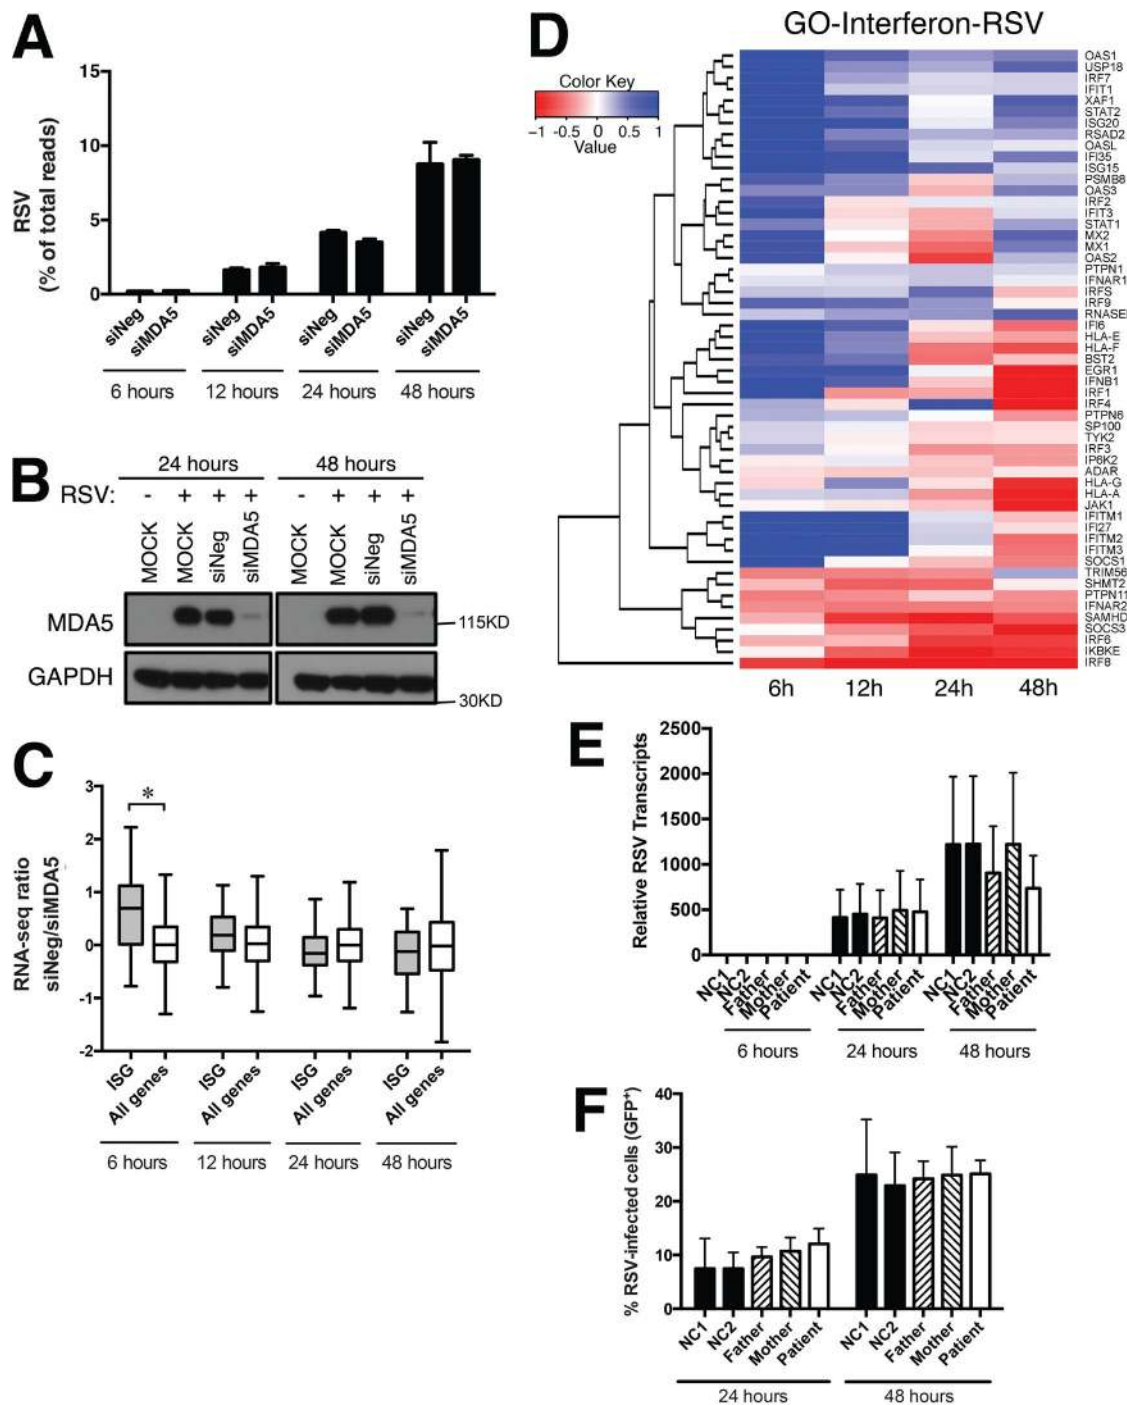 A
15
10
5
0
RSV
(% of total reads)
siNeg
siMDA5
siNeg
siMDA5
siNeg
siMDA5
siNeg
siMDA5
6 hours
12 hours
24 hours
48 hours
B
24 hours
48 hours
RSV:
- + + +
- + + +
MOCK
MOCK
siNeg
siMDA5
MOCK
MOCK
siNeg
siMDA5
MDA5
115KD
GAPDH
30KD
C
3
2
1
0
-1
-2
RNA-seq ratio
siNeg/siMDA5
*
ISG
All genes
ISG
All genes
ISG
All genes
ISG
All genes
6 hours
12 hours
24 hours
48 hours
D
GO-Interferon-RSV
Color Key
-1 -0.5 0 0.5 1
Value
OAS1
USP18
IRF7
IFIT1
XAF1
STAT2
ISG20
RSAD2
OASL
IFI35
ISG15
PSMB8
OAS3
IRF2
IFIT3
STAT1
MX2
MX1
OAS2
PTPN1
IFNAR1
IRF5
IRF9
RNASEL
IFI6
HLA-E
HLA-F
BST2
EGR1
IFNB1
IRF1
IRF4
PTPN6
SP100
TYK2
IRF3
IP6K2
ADAR
HLA-G
HLA-A
JAK1
IFITM1
IFI27
IFITM2
IFITM3
SOCS1
TRIM56
SHMT2
PTPN11
IFNAR2
SAMHD
SOCS3
IRF6
IKBKE
IRF8
6h 12h 24h 48h
E
2500
2000
1500
1000
500
0
Relative RSV Transcripts
NC1
NC2
Father
Mother
Patient
NC1
NC2
Father
Mother
Patient
NC1
NC2
Father
Mother
Patient
6 hours
24 hours
48 hours
F
40
30
20
10
0
% RSV-infected cells (GFP⁺)
NC1
NC2
Father
Mother
Patient
NC1
NC2
Father
Mother
Patient
24 hours
48 hours